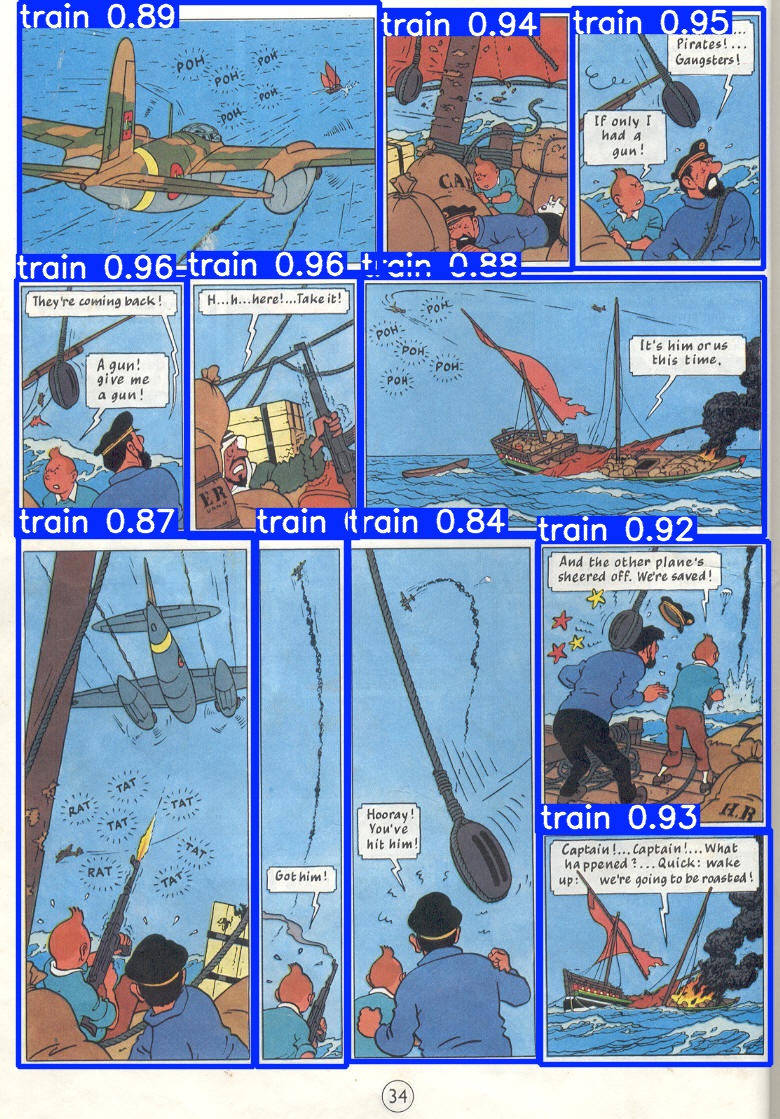 train 0.89
POH
POH
POH
POH
POH
train 0.94
CA
train 0.95
Pirates!...
Gangsters!
If only I
had a
gun!
train 0.96
They're coming back!
A gun!
give me
a gun!
train 0.96
H...h...here!...Take it!
E.R
train 0.88
POH
POH
POH
POH
POH
It's him or us
this time.
train 0.87
RAT
TAT
TAT
TAT
TAT
RAT
TAT
train
Got him!
train 0.84
Hooray!
You've
hit him!
train 0.92
And the other plane's
sheered off. We're saved!
H.R
train 0.93
Captain!...Captain!...What
happened?...Quick: wake
up: we're going to be roasted!
34